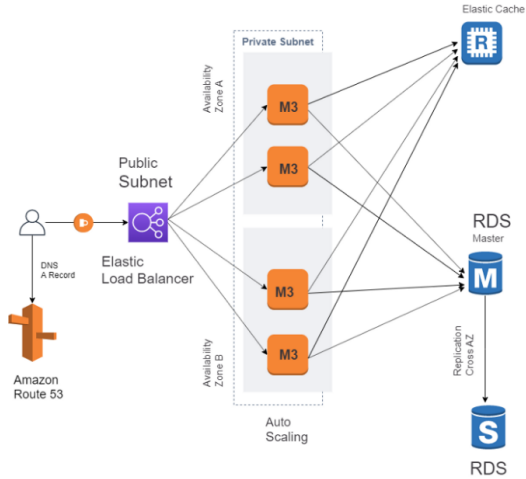 Elastic Cache
R
Private Subnet
Availability
Zone A
M3
M3
Public
Subnet
Elastic
Load Balancer
DNS
A Record
Amazon
Route 53
M3
M3
Availability
Zone B
Auto
Scaling
RDS
Master
M
Replication
Cross AZ
S
RDS